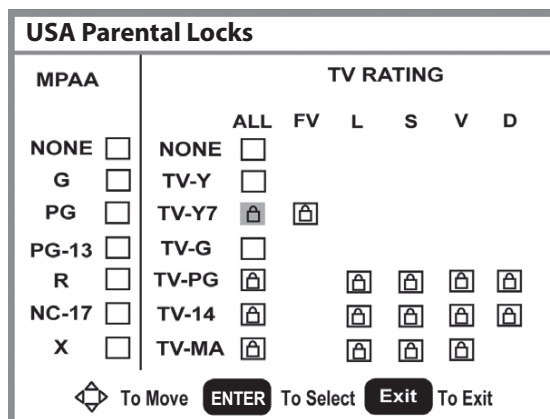 USA Parental Locks
MPAA TV RATING
ALL FV L S V D
NONE NONE
G TV-Y
PG TV-Y7
PG-13 TV-G
R TV-PG
NC-17 TV-14
X TV-MA
To Move ENTER To Select Exit To Exit